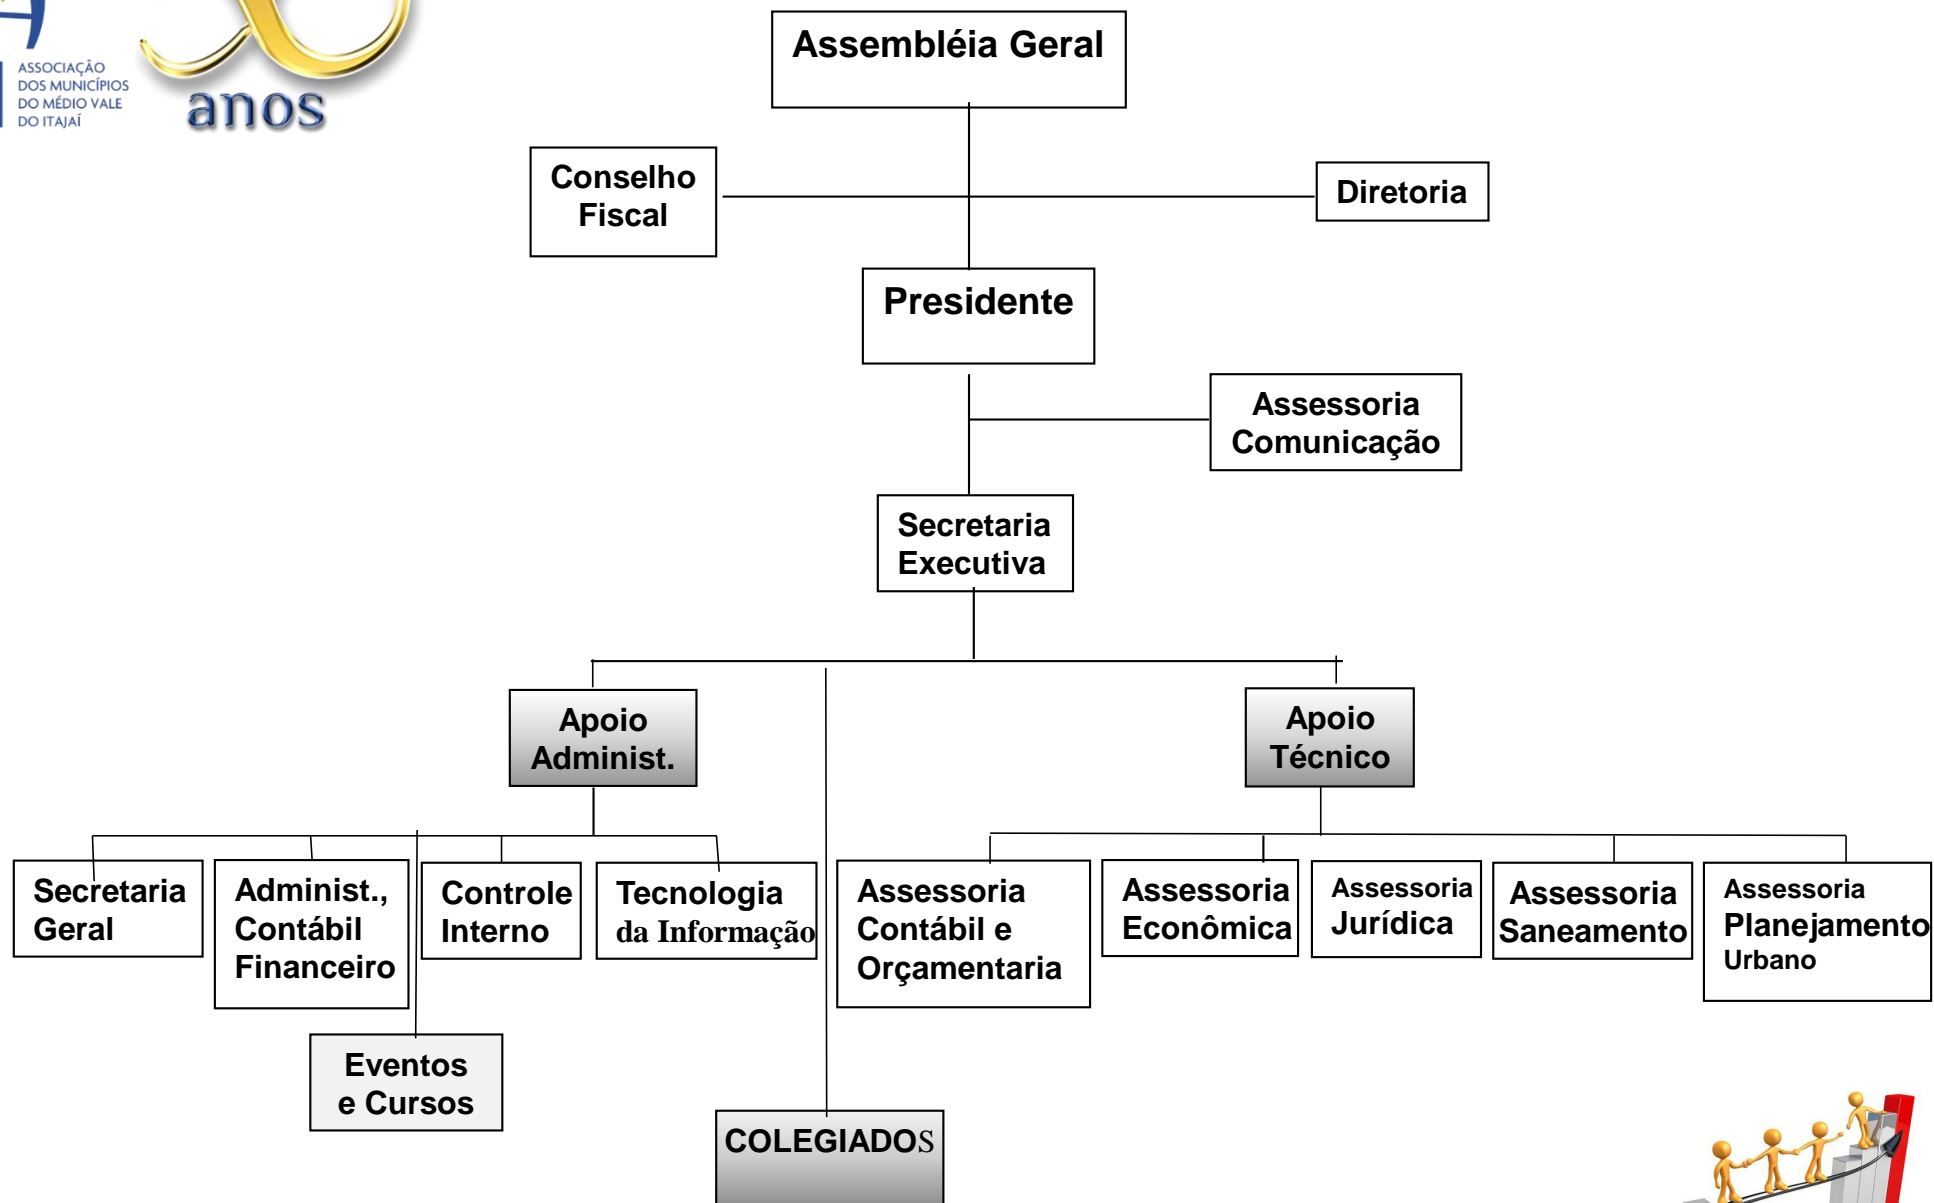 ASSOCIAÇÃO
DOS MUNICÍPIOS
DO MÉDIO VALE
DO ITAJAÍ
anos
Assembléia Geral
Conselho
Fiscal
Diretoria
Presidente
Assessoria
Comunicação
Secretaria
Executiva
Apoio
Administ.
Apoio
Técnico
Secretaria
Geral
Administ.,
Contábil
Financeiro
Controle
Interno
Tecnologia
da Informação
Assessoria
Contábil e
Orçamentaria
Assessoria
Econômica
Assessoria
Jurídica
Assessoria
Saneamento
Assessoria
Planejamento
Urbano
Eventos
e Cursos
COLEGIADOS